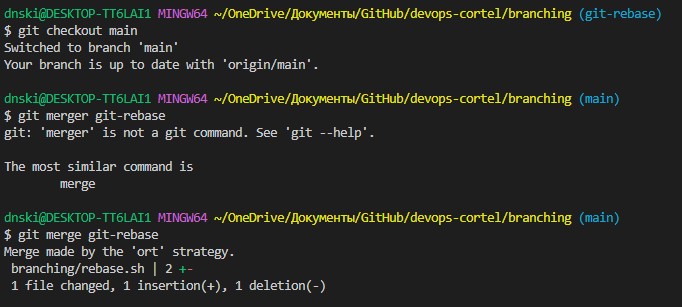 dnski@DESKTOP-TT6LAI1 MINGW64 ~/OneDrive/Документы/GitHub/devops-cortel/branching (git-rebase)
$ git checkout main
Switched to branch 'main'
Your branch is up to date with 'origin/main'.
dnski@DESKTOP-TT6LAI1 MINGW64 ~/OneDrive/Документы/GitHub/devops-cortel/branching (main)
$ git merger git-rebase
git: 'merger' is not a git command. See 'git --help'.
The most similar command is
merge
dnski@DESKTOP-TT6LAI1 MINGW64 ~/OneDrive/Документы/GitHub/devops-cortel/branching (main)
$ git merge git-rebase
Merge made by the 'ort' strategy.
branching/rebase.sh | 2 +-
1 file changed, 1 insertion(+), 1 deletion(-)